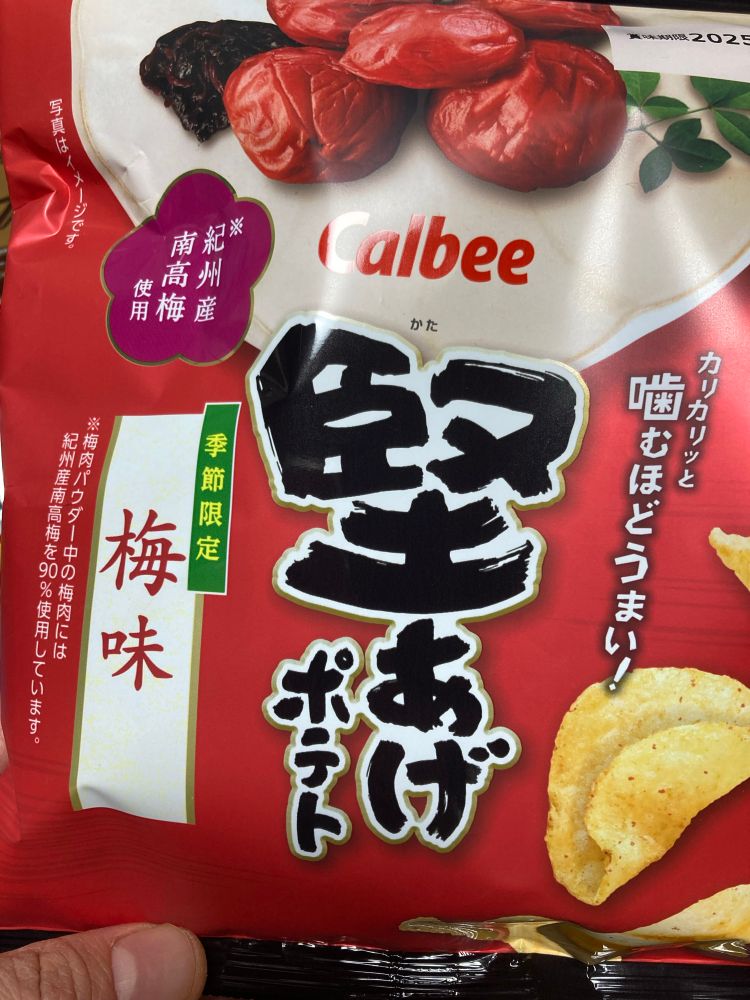 賞味期限2025
写真はイメージです。
※紀州産
南高梅
使用
Calbee
かた
堅あげ
ポテト
カリカリッと
噛むほどうまい!
季節限定
梅味
※梅肉パウダー中の梅肉には
紀州産南高梅を90%使用しています。